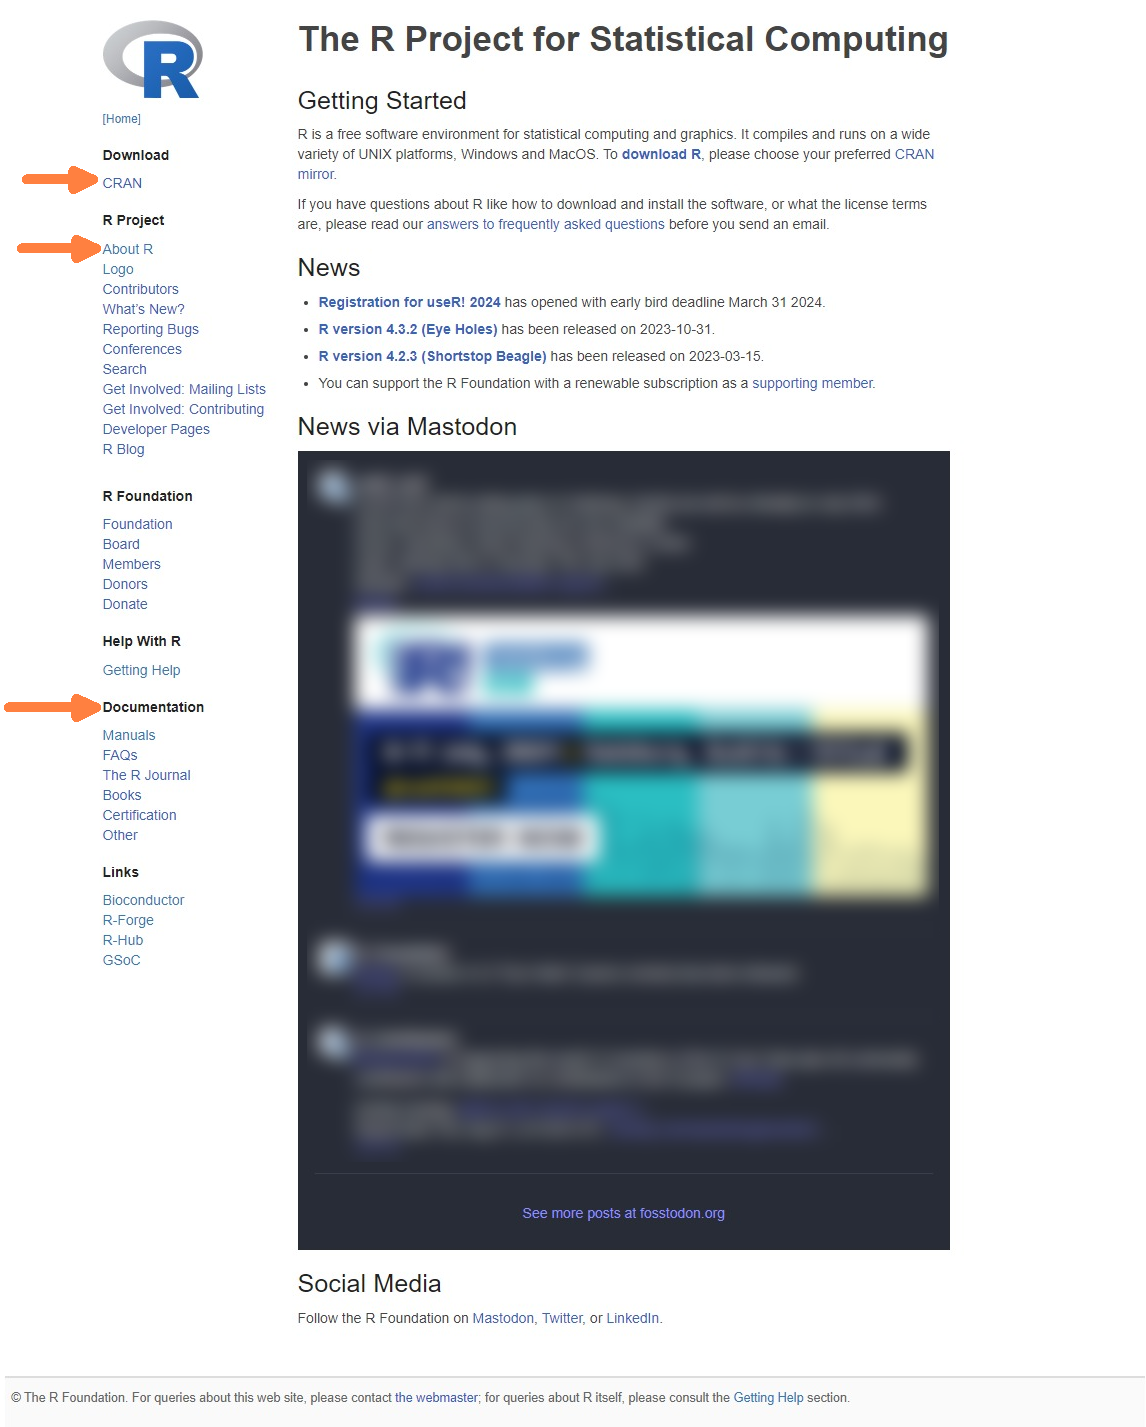 R
[Home]
Download
CRAN
R Project
About R
Logo
Contributors
What's New?
Reporting Bugs
Conferences
Search
Get Involved: Mailing Lists
Get Involved: Contributing
Developer Pages
R Blog
R Foundation
Foundation
Board
Members
Donors
Donate
Help With R
Getting Help
Documentation
Manuals
FAQs
The R Journal
Books
Certification
Other
Links
Bioconductor
R-Forge
R-Hub
GSoC
The R Project for Statistical Computing
Getting Started
R is a free software environment for statistical computing and graphics. It compiles and runs on a wide
variety of UNIX platforms, Windows and MacOS. To download R, please choose your preferred CRAN
mirror.
If you have questions about R like how to download and install the software, or what the license terms
are, please read our answers to frequently asked questions before you send an email.
News
• Registration for useR! 2024 has opened with early bird deadline March 31 2024.
• R version 4.3.2 (Eye Holes) has been released on 2023-10-31.
• R version 4.2.3 (Shortstop Beagle) has been released on 2023-03-15.
• You can support the R Foundation with a renewable subscription as a supporting member.
News via Mastodon
See more posts at fosstodon.org
Social Media
Follow the R Foundation on Mastodon, Twitter, or LinkedIn.
© The R Foundation. For queries about this web site, please contact the webmaster; for queries about R itself, please consult the Getting Help section.